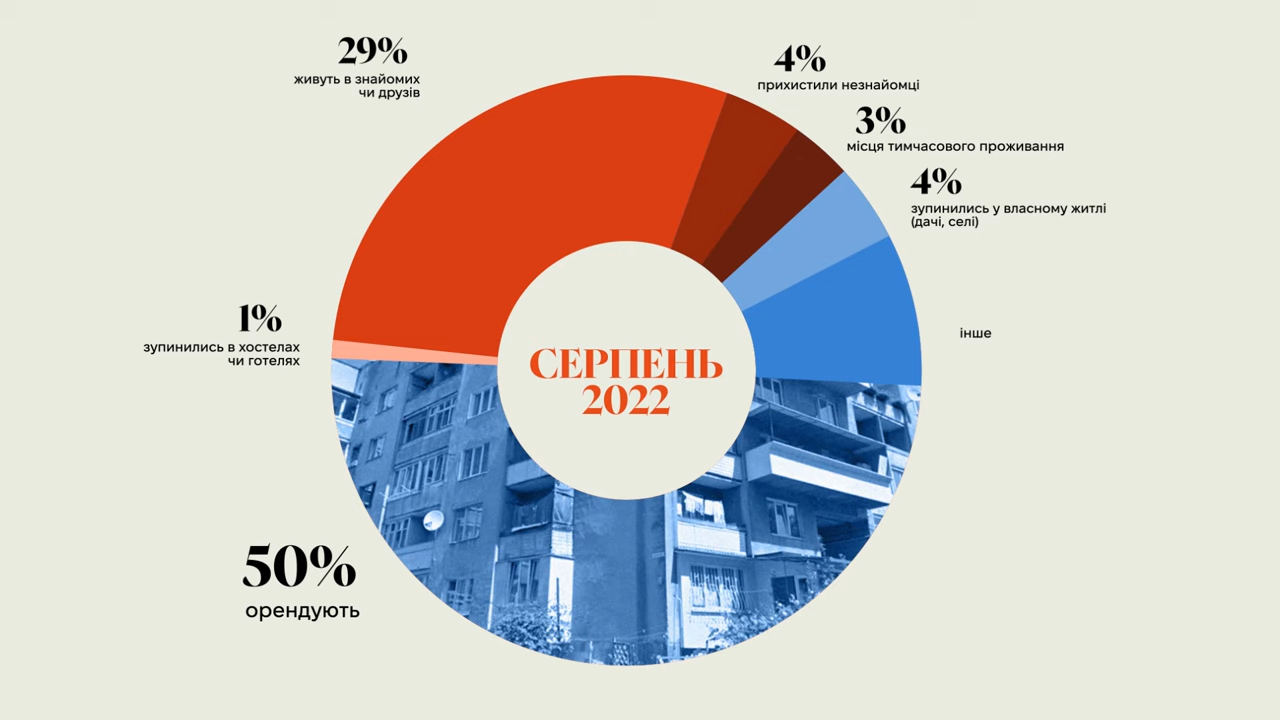 29%
живуть в знайомих
чи друзів
4%
прихистили незнайомці
3%
місця тимчасового проживання
4%
зупинились у власному житлі
(дачі, селі)
1%
зупинились в хостелах
чи готелях
інше
СЕРПЕНЬ
2022
50%
орендують